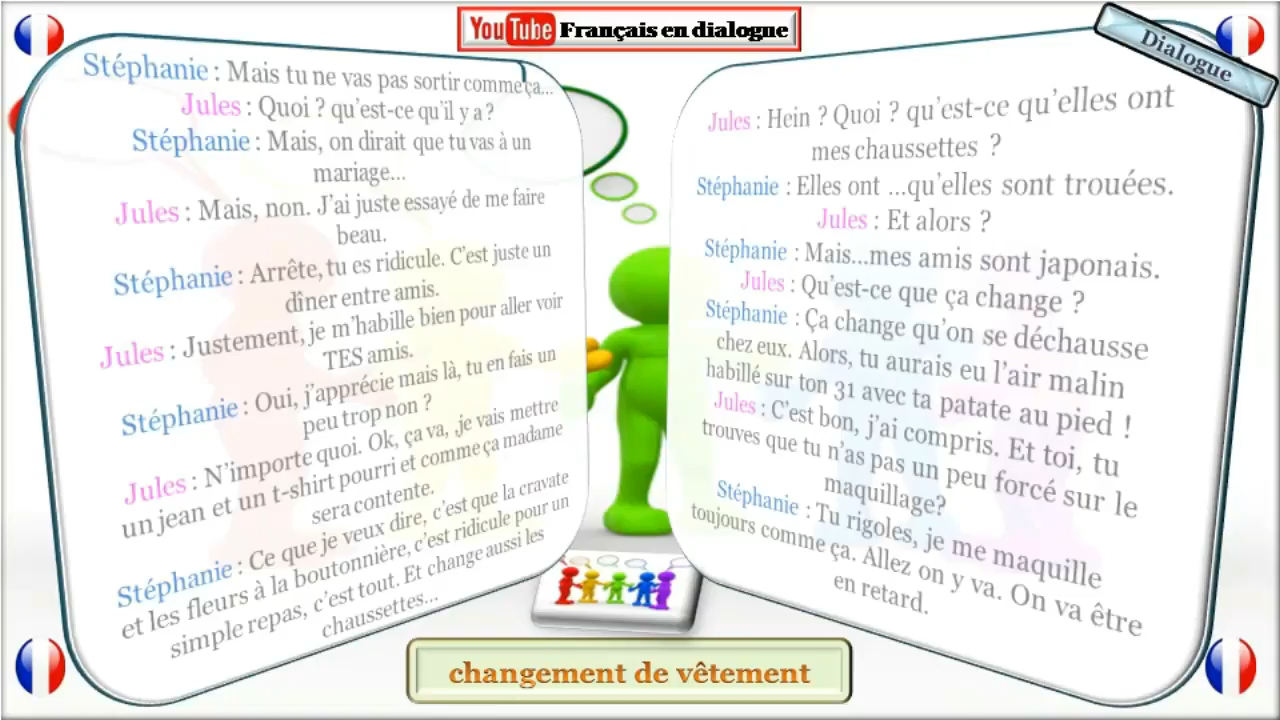 YouTube Français en dialogue
Dialogue
Stéphanie : Mais tu ne vas pas sortir comme ça...
Jules : Quoi ? qu'est-ce qu'il y a ?
Stéphanie : Mais, on dirait que tu vas à un
mariage...
Jules : Mais, non. J'ai juste essayé de me faire
beau.
Stéphanie : Arrête, tu es ridicule. C'est juste un
dîner entre amis.
Jules : Justement, je m'habille bien pour aller voir
TES amis.
Stéphanie : Oui, j'apprécie mais là, tu en fais un
peu trop non ?
Jules : N'importe quoi. Ok, ça va, je vais mettre
un jean et un t-shirt pourri et comme ça madame
sera contente.
Stéphanie : Ce que je veux dire, c'est que la cravate
et les fleurs à la boutonnière, c'est ridicule pour un
simple repas, c'est tout. Et change aussi les
chaussettes...
Jules : Hein ? Quoi ? qu'est-ce qu'elles ont
mes chaussettes ?
Stéphanie : Elles ont ...qu'elles sont trouées.
Jules : Et alors ?
Stéphanie : Mais...mes amis sont japonais.
Jules : Qu'est-ce que ça change ?
Stéphanie : Ça change qu'on se déchausse
chez eux. Alors, tu aurais eu l'air malin
habillé sur ton 31 avec ta patate au pied !
Jules : C'est bon, j'ai compris. Et toi, tu
trouves que tu n'as pas un peu forcé sur le
maquillage?
Stéphanie : Tu rigoles, je me maquille
toujours comme ça. Allez on y va. On va être
en retard.
changement de vêtement